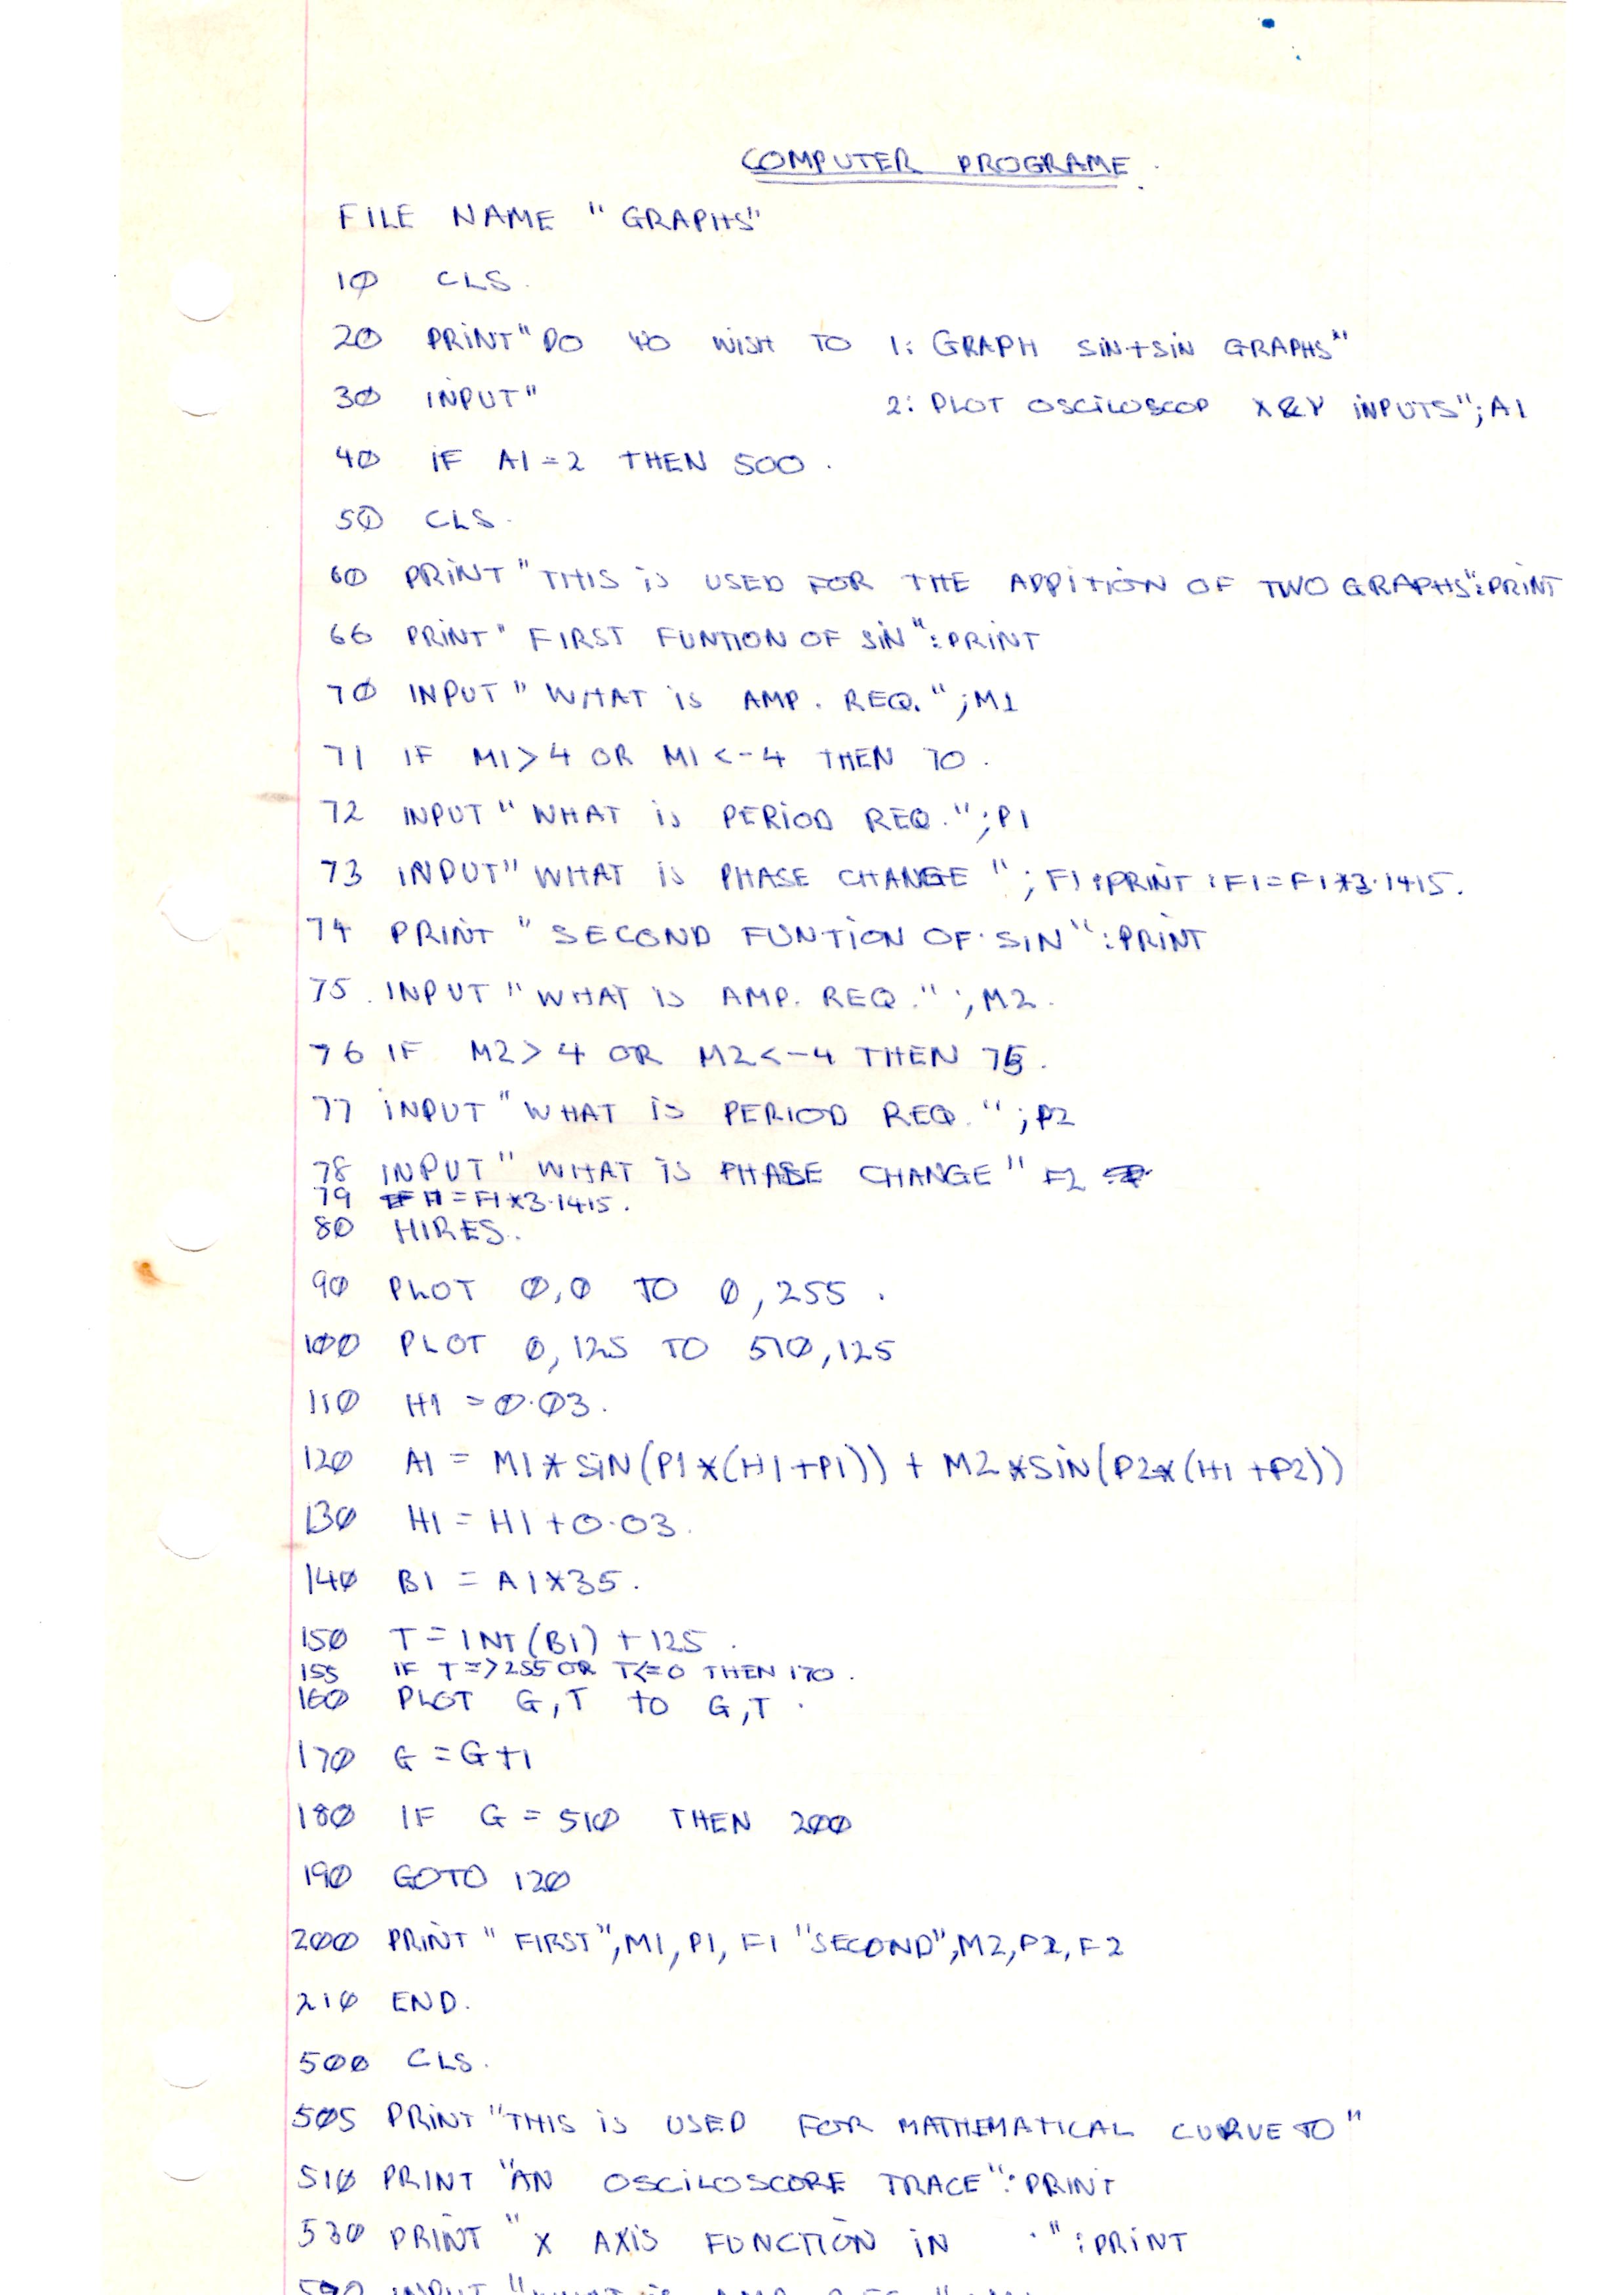 COMPUTER PROGRAME.
FILE NAME "GRAPHS"
10 CLS.
20 PRINT"DO YO WISH TO 1: GRAPH SIN+SIN GRAPHS"
30 INPUT" 2: PLOT OSCILOSCOP X&Y INPUTS";A1
40 IF A1=2 THEN 500.
50 CLS.
60 PRINT"THIS IS USED FOR THE ADDITION OF TWO GRAPHS":PRINT
66 PRINT" FIRST FUNTION OF SIN":PRINT
70 INPUT"WHAT IS AMP. REQ.";M1
71 IF M1>4 OR M1<-4 THEN 70.
72 INPUT"WHAT IS PERIOD REQ.";P1
73 INPUT"WHAT IS PHASE CHANGE";F1:PRINT:F1=F1*3.1415.
74 PRINT "SECOND FUNTION OF SIN":PRINT
75. INPUT"WHAT IS AMP. REQ.";M2.
76 IF M2>4 OR M2<-4 THEN 75.
77 INPUT"WHAT IS PERIOD REQ.";P2
78 INPUT"WHAT IS PHASE CHANGE" F2
79 =F1*3.1415.
80 HIRES.
90 PLOT 0,0 TO 0,255.
100 PLOT 0,125 TO 510,125
110 H1=0.03.
120 A1=M1*SIN(P1*(H1+P1))+M2*SIN(P2*(H1+P2))
130 H1=H1+0.03.
140 B1=A1*35.
150 T=INT(B1)+125.
155 IF T=>255 OR T<=0 THEN 170.
160 PLOT G,T to G,T.
170 G=G+1
180 IF G=510 THEN 200
190 GOTO 120
200 PRINT"FIRST",M1,P1,F1"SECOND",M2,P2,F2
210 END.
500 CLS.
505 PRINT"THIS IS USED FOR MATHEMATICAL CURVE TO"
510 PRINT "AN OSCILOSCOPE TRACE":PRINT
530 PRINT "X AXIS FUNCTION IN .":PRINT